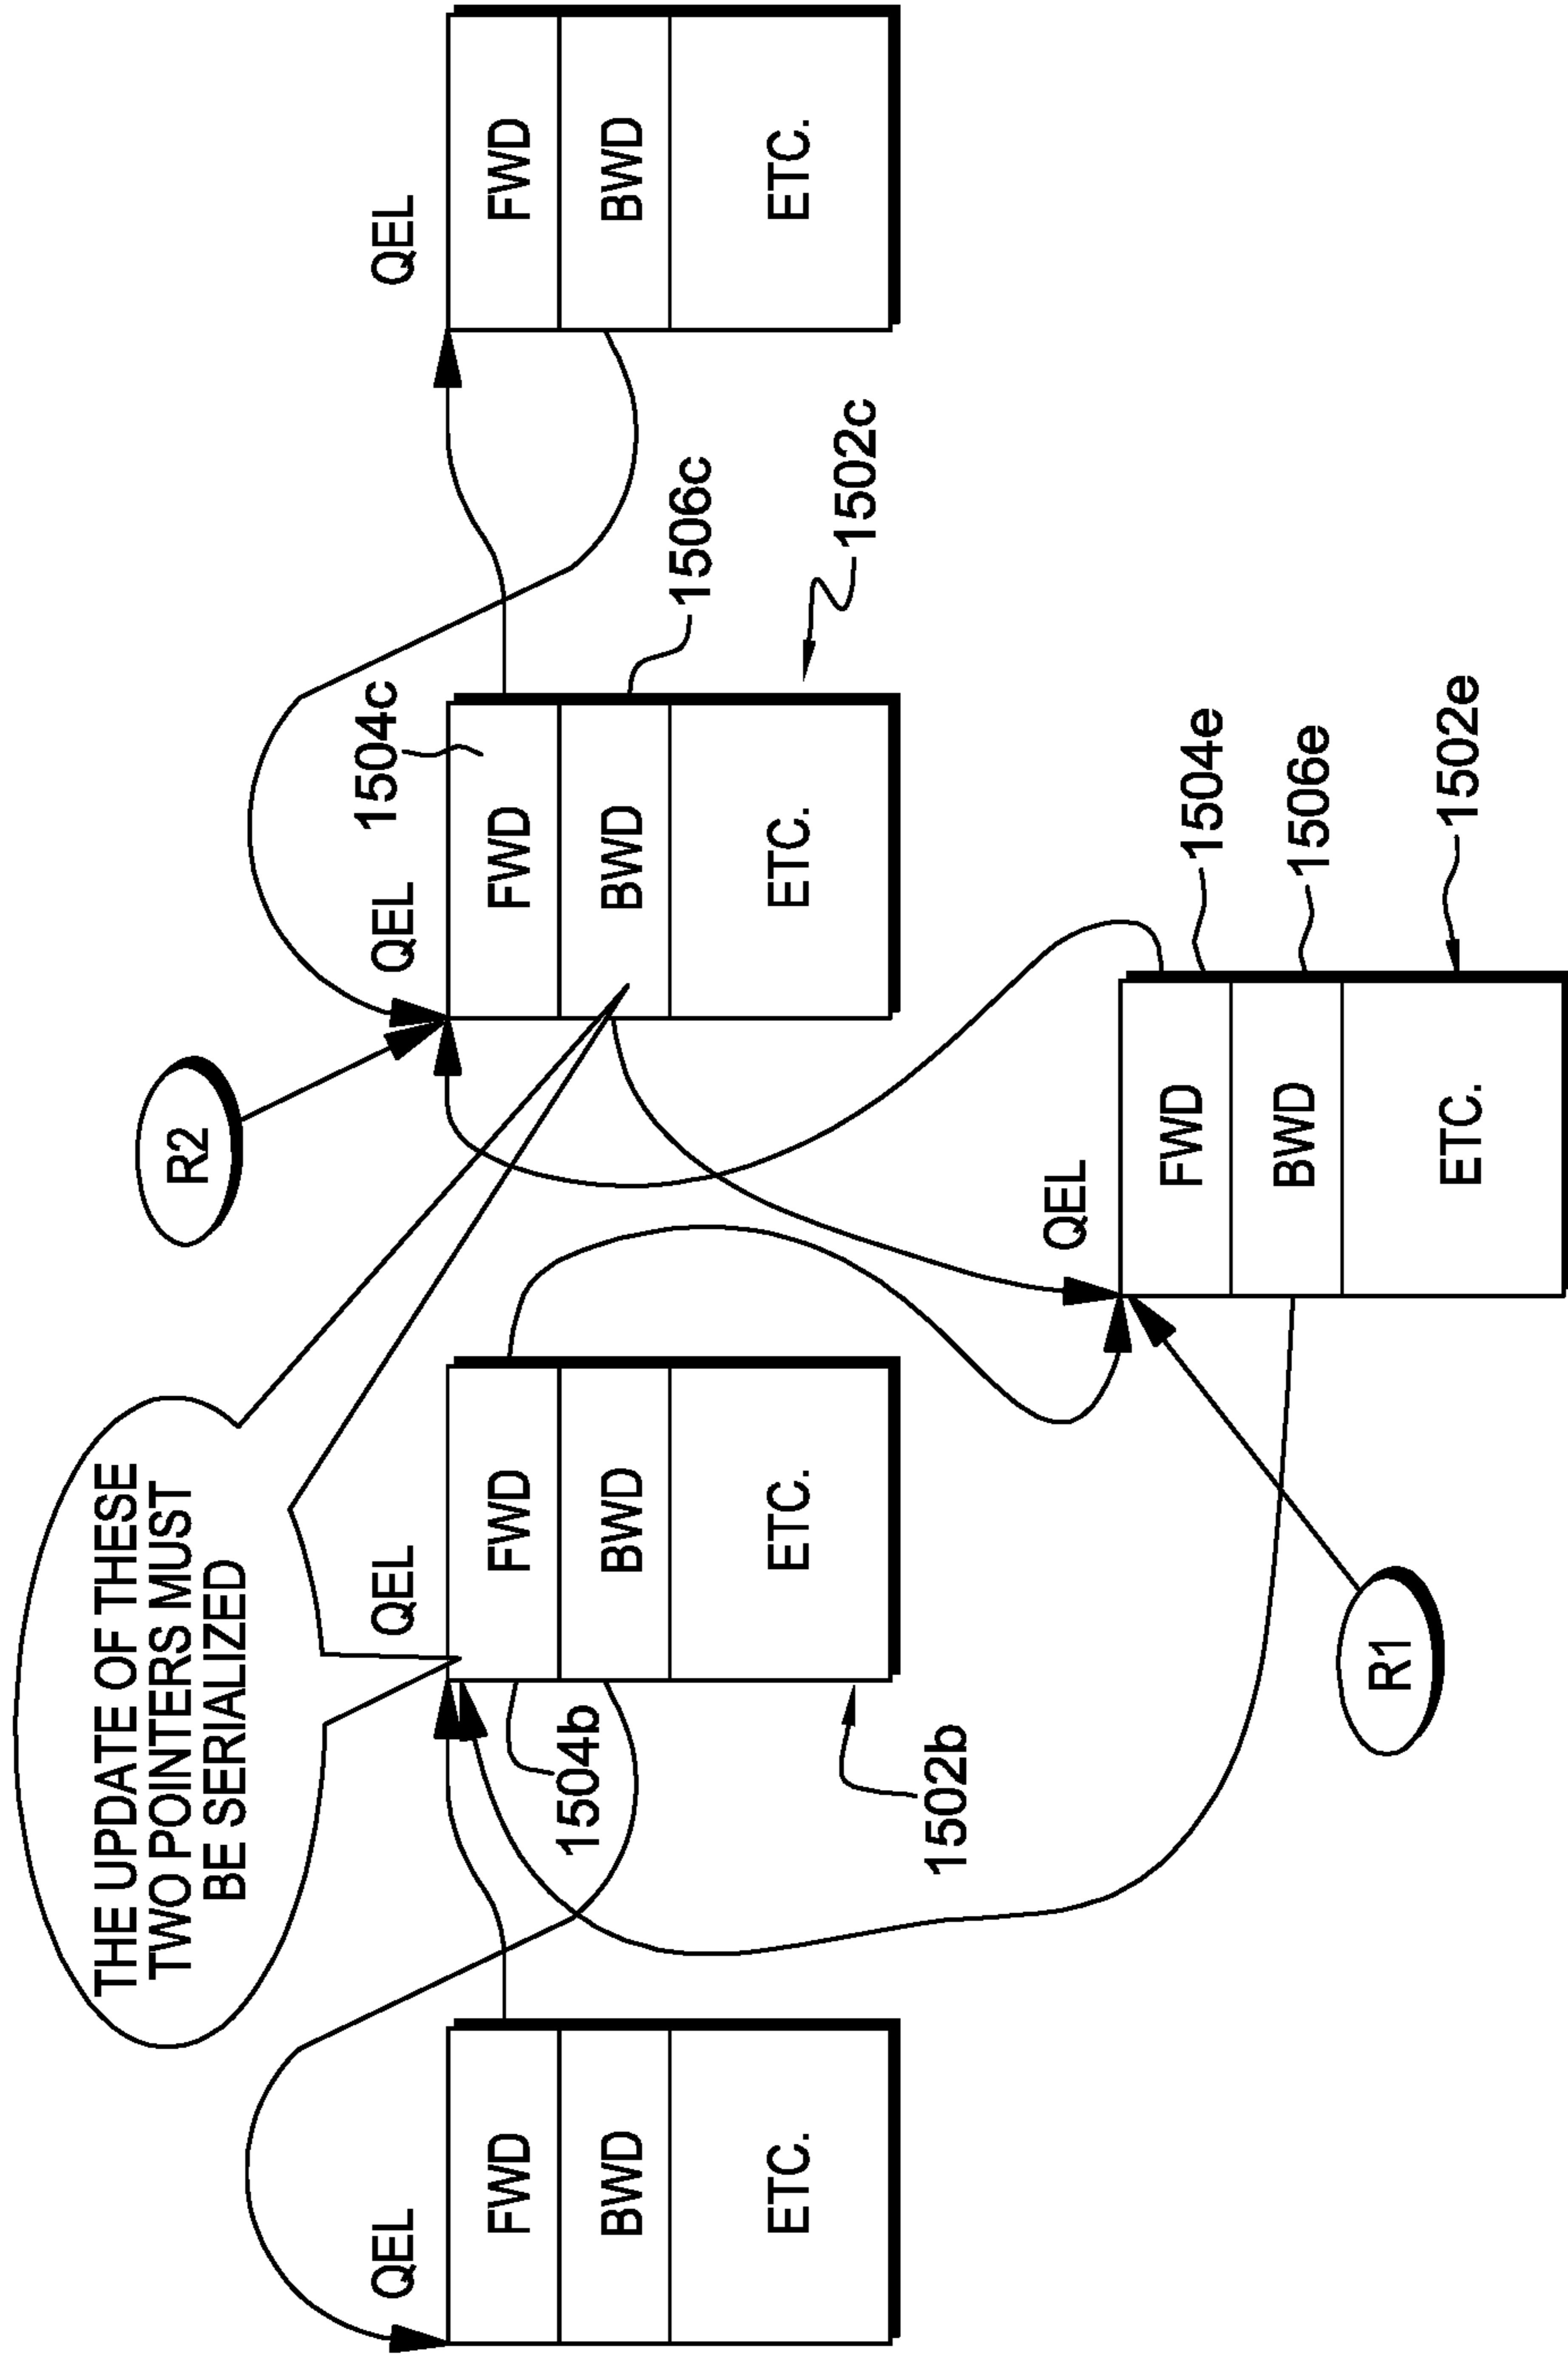 THE UPDATE OF THESE
TWO POINTERS MUST
BE SERIALIZED
R2
QEL
FWD
BWD
ETC.
QEL
FWD
BWD
ETC.
1504b
1502b
QEL
1504c
FWD
BWD
ETC.
1506c
1502c
QEL
FWD
BWD
ETC.
R1
QEL
FWD
BWD
ETC.
1504e
1506e
1502e